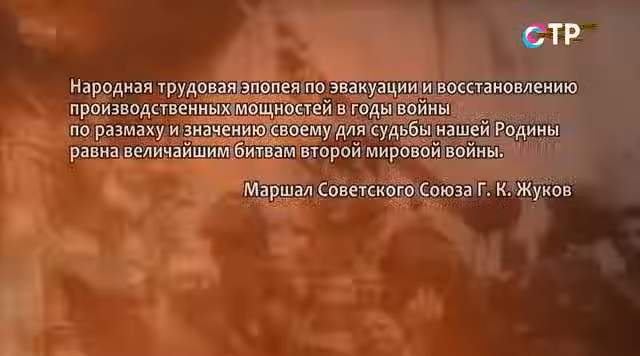 ОТР
Народная трудовая эпопея по эвакуации и восстановлению
производственных мощностей в годы войны
по размаху и значению своему для судьбы нашей Родины
равна величайшим битвам второй мировой войны.
Маршал Советского Союза Г. К. Жуков